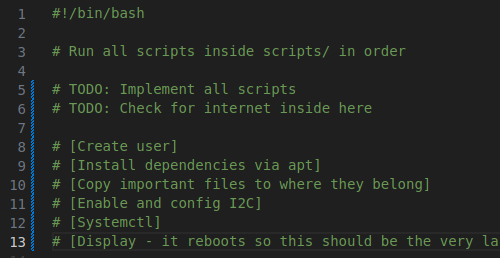 1 #!/bin/bash
2
3 # Run all scripts inside scripts/ in order
4
5 # TODO: Implement all scripts
6 # TODO: Check for internet inside here
7
8 # [Create user]
9 # [Install dependencies via apt]
10 # [Copy important files to where they belong]
11 # [Enable and config I2C]
12 # [Systemctl]
13 # [Display - it reboots so this should be the very la